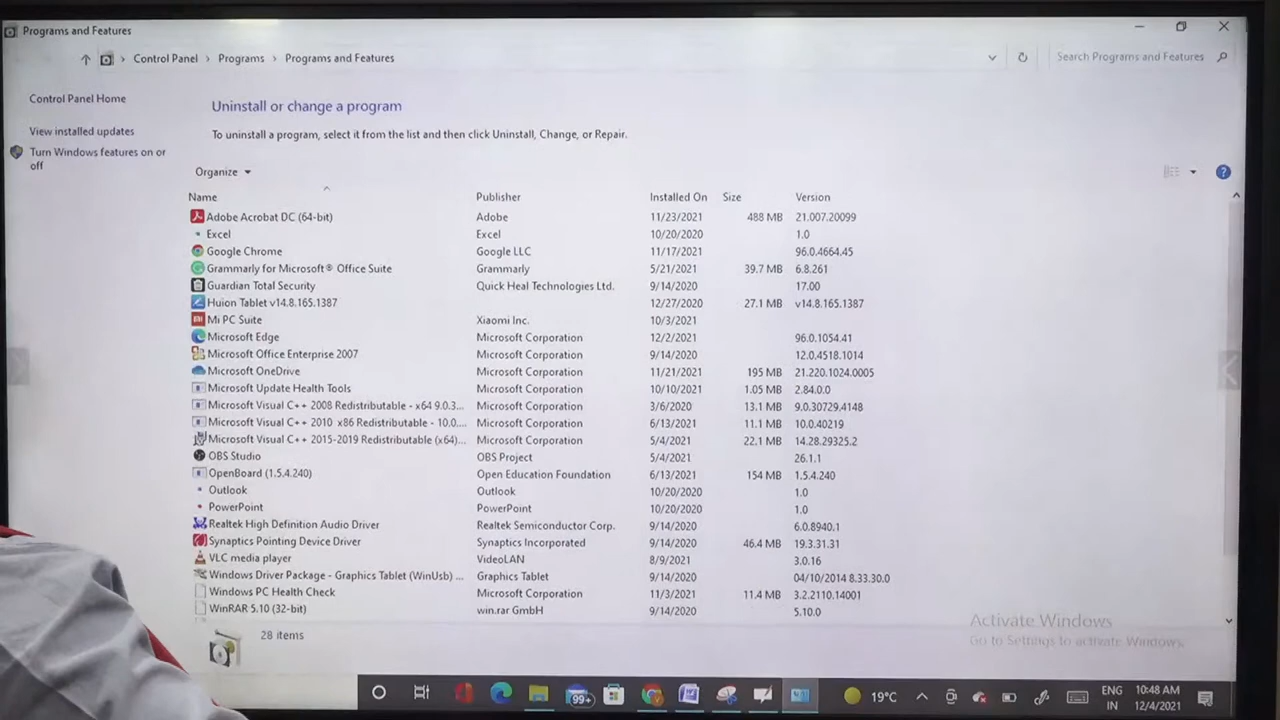 Programs and Features
Control Panel > Programs > Programs and Features
Search Programs and Features
Control Panel Home
View installed updates
Turn Windows features on or
off
Uninstall or change a program
To uninstall a program, select it from the list and then click Uninstall, Change, or Repair.
Organize
Name Publisher Installed On Size Version
Adobe Acrobat DC (64-bit) Adobe 11/23/2021 488 MB 21.007.20099
Excel Excel 10/20/2020 1.0
Google Chrome Google LLC 11/17/2021 96.0.4664.45
Grammarly for Microsoft® Office Suite Grammarly 5/21/2021 39.7 MB 6.8.261
Guardian Total Security Quick Heal Technologies Ltd. 9/14/2020 17.00
Huion Tablet v14.8.165.1387 12/27/2020 27.1 MB v14.8.165.1387
Mi PC Suite Xiaomi Inc. 10/3/2021
Microsoft Edge Microsoft Corporation 12/2/2021 96.0.1054.41
Microsoft Office Enterprise 2007 Microsoft Corporation 9/14/2020 12.0.4518.1014
Microsoft OneDrive Microsoft Corporation 11/21/2021 195 MB 21.220.1024.0005
Microsoft Update Health Tools Microsoft Corporation 10/10/2021 1.05 MB 2.84.0.0
Microsoft Visual C++ 2008 Redistributable - x64 9.0.3... Microsoft Corporation 3/6/2020 13.1 MB 9.0.30729.4148
Microsoft Visual C++ 2010 x86 Redistributable - 10.0.... Microsoft Corporation 6/13/2021 11.1 MB 10.0.40219
Microsoft Visual C++ 2015-2019 Redistributable (x64)... Microsoft Corporation 5/4/2021 22.1 MB 14.28.29325.2
OBS Studio OBS Project 5/4/2021 26.1.1
OpenBoard (1.5.4.240) Open Education Foundation 6/13/2021 154 MB 1.5.4.240
Outlook Outlook 10/20/2020 1.0
PowerPoint PowerPoint 10/20/2020 1.0
Realtek High Definition Audio Driver Realtek Semiconductor Corp. 9/14/2020 6.0.8940.1
Synaptics Pointing Device Driver Synaptics Incorporated 9/14/2020 46.4 MB 19.3.31.31
VLC media player VideoLAN 8/9/2021 3.0.16
Windows Driver Package - Graphics Tablet (WinUsb) ... Graphics Tablet 9/14/2020 04/10/2014 8.33.30.0
Windows PC Health Check Microsoft Corporation 11/3/2021 11.4 MB 3.2.2110.14001
WinRAR 5.10 (32-bit) win.rar GmbH 9/14/2020 5.10.0
28 items
Activate Windows
Go to Settings to activate Windows.
99+
19°C
ENG
IN
10:48 AM
12/4/2021